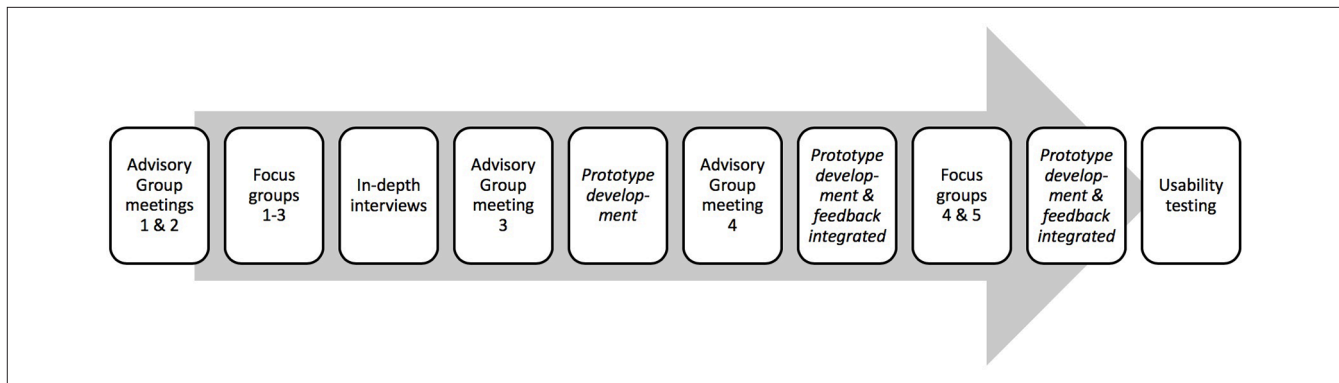 Advisory
Group
meetings
1 & 2
Focus
groups
1-3
In-depth
interviews
Advisory
Group
meeting
3
Prototype
develop-
ment
Advisory
Group
meeting
4
Prototype
develop-
ment &
feedback
integrated
Focus
groups
4 & 5
Prototype
develop-
ment &
feedback
integrated
Usability
testing